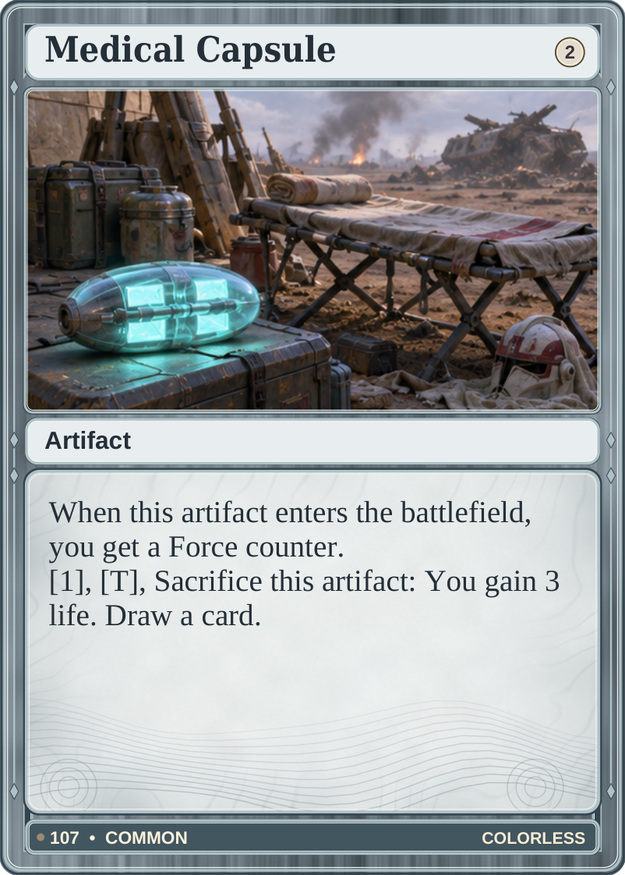 Medical Capsule
2
Artifact
When this artifact enters the battlefield,
you get a Force counter.
[1], [T], Sacrifice this artifact: You gain 3
life. Draw a card.
107 • COMMON
COLORLESS